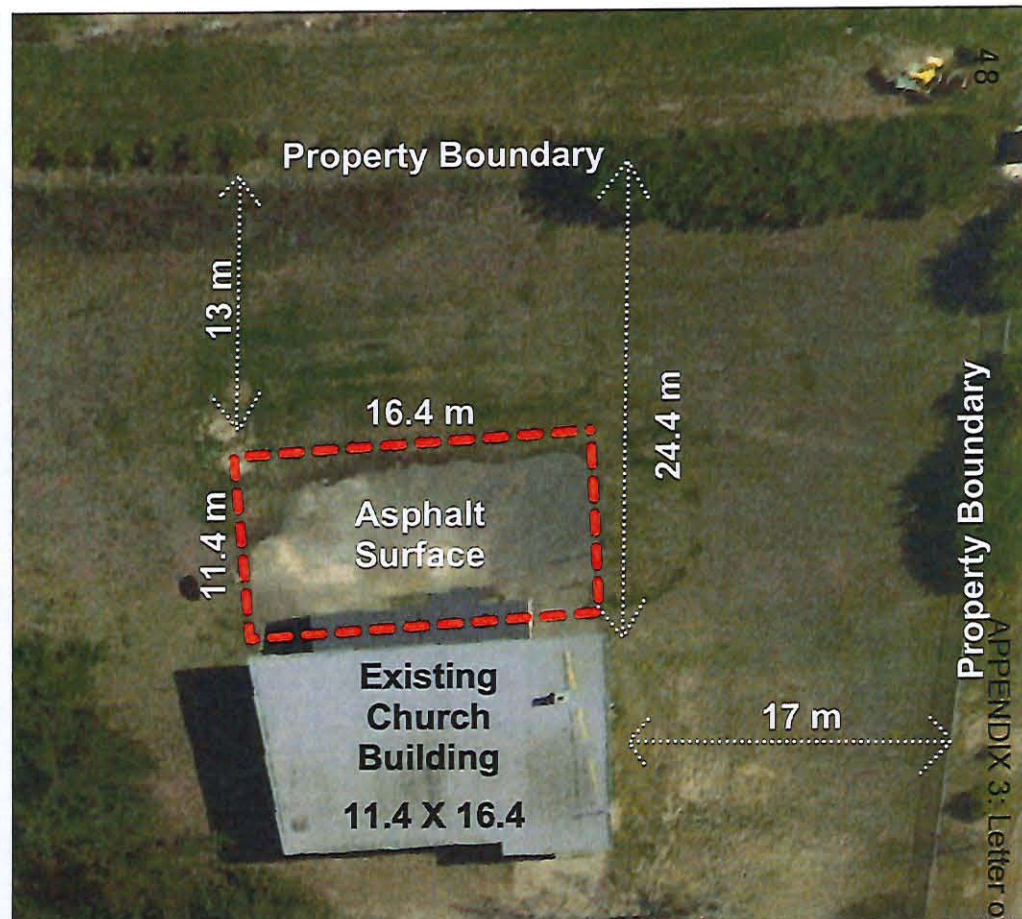 48
Property Boundary
13 m
16.4 m
24.4 m
11.4 m
Asphalt
Surface
Property Boundary
Existing
Church
Building
11.4 X 16.4
17 m
APPENDIX 3: Letter o